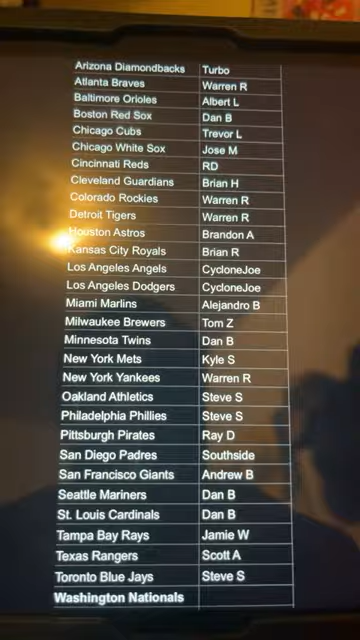 Arizona Diamondbacks Turbo
Atlanta Braves Warren R
Baltimore Orioles Albert L
Boston Red Sox Dan B
Chicago Cubs Trevor L
Chicago White Sox Jose M
Cincinnati Reds RD
Cleveland Guardians Brian H
Colorado Rockies Warren R
Detroit Tigers Warren R
Houston Astros Brandon A
Kansas City Royals Brian R
Los Angeles Angels CycloneJoe
Los Angeles Dodgers CycloneJoe
Miami Marlins Alejandro B
Milwaukee Brewers Tom Z
Minnesota Twins Dan B
New York Mets Kyle S
New York Yankees Warren R
Oakland Athletics Steve S
Philadelphia Phillies Steve S
Pittsburgh Pirates Ray D
San Diego Padres Southside
San Francisco Giants Andrew B
Seattle Mariners Dan B
St. Louis Cardinals Dan B
Tampa Bay Rays Jamie W
Texas Rangers Scott A
Toronto Blue Jays Steve S
Washington Nationals